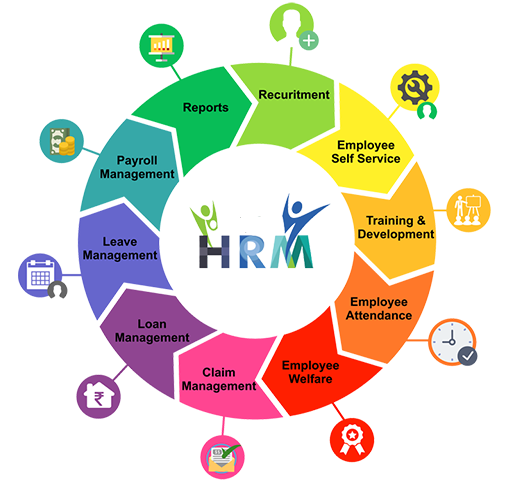 Recuritment
Employee
Self Service
Training &
Development
Employee
Attendance
Employee
Welfare
Claim
Management
Loan
Management
Leave
Management
Payroll
Management
Reports
HRM
₹